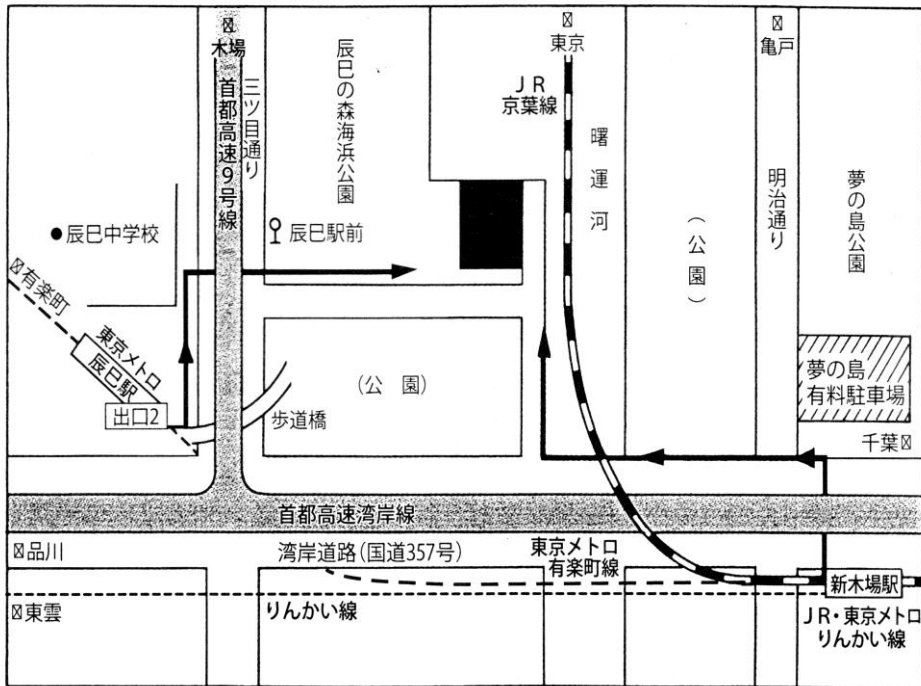 木場
首都高速9号線
三ツ目通り
辰巳の森海浜公園
東京
JR
京葉線
曙運河
亀戸
明治通り
夢の島公園
(公園)
辰巳中学校
辰巳駅前
有楽町
東京メトロ
辰巳駅
出口2
歩道橋
(公 園)
夢の島
有料駐車場
千葉
首都高速湾岸線
品川
湾岸道路(国道357号)
東京メトロ
有楽町線
新木場駅
東雲
りんかい線
JR・東京メトロ
りんかい線